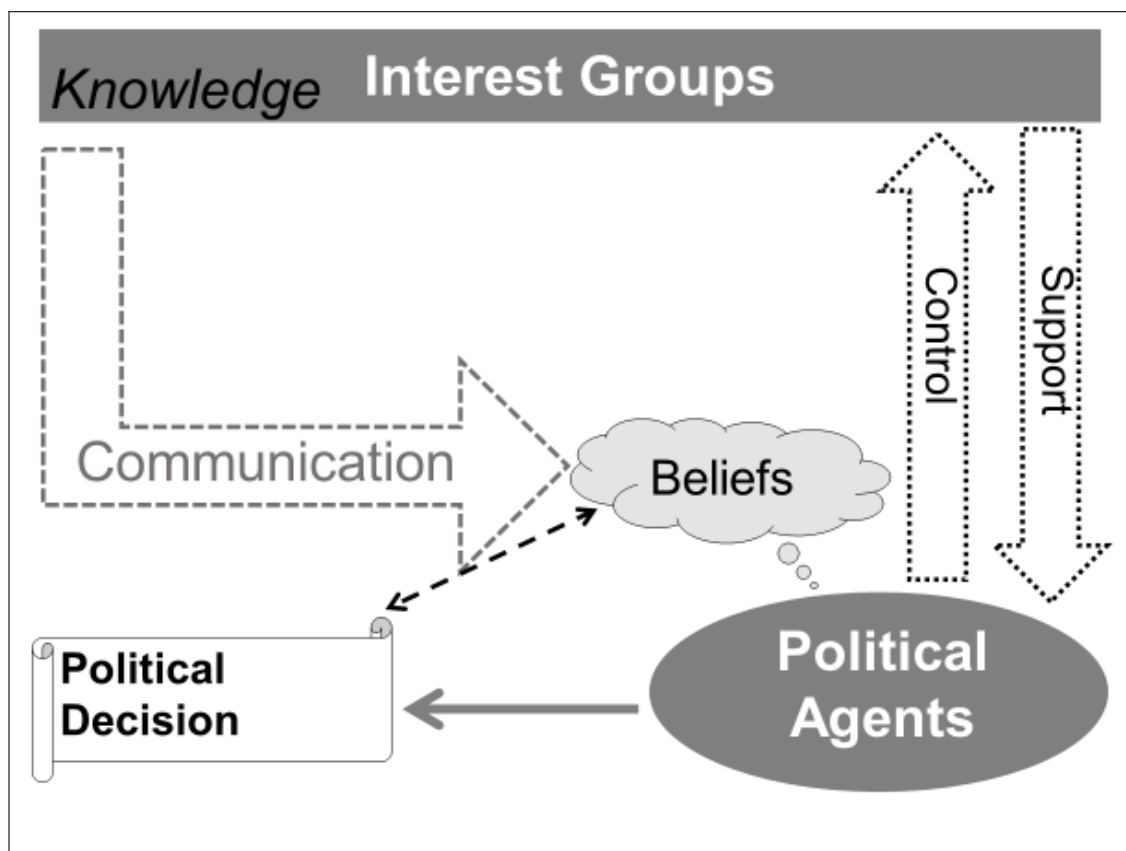 Knowledge Interest Groups
Control
Support
Communication
Beliefs
Political
Decision
Political
Agents